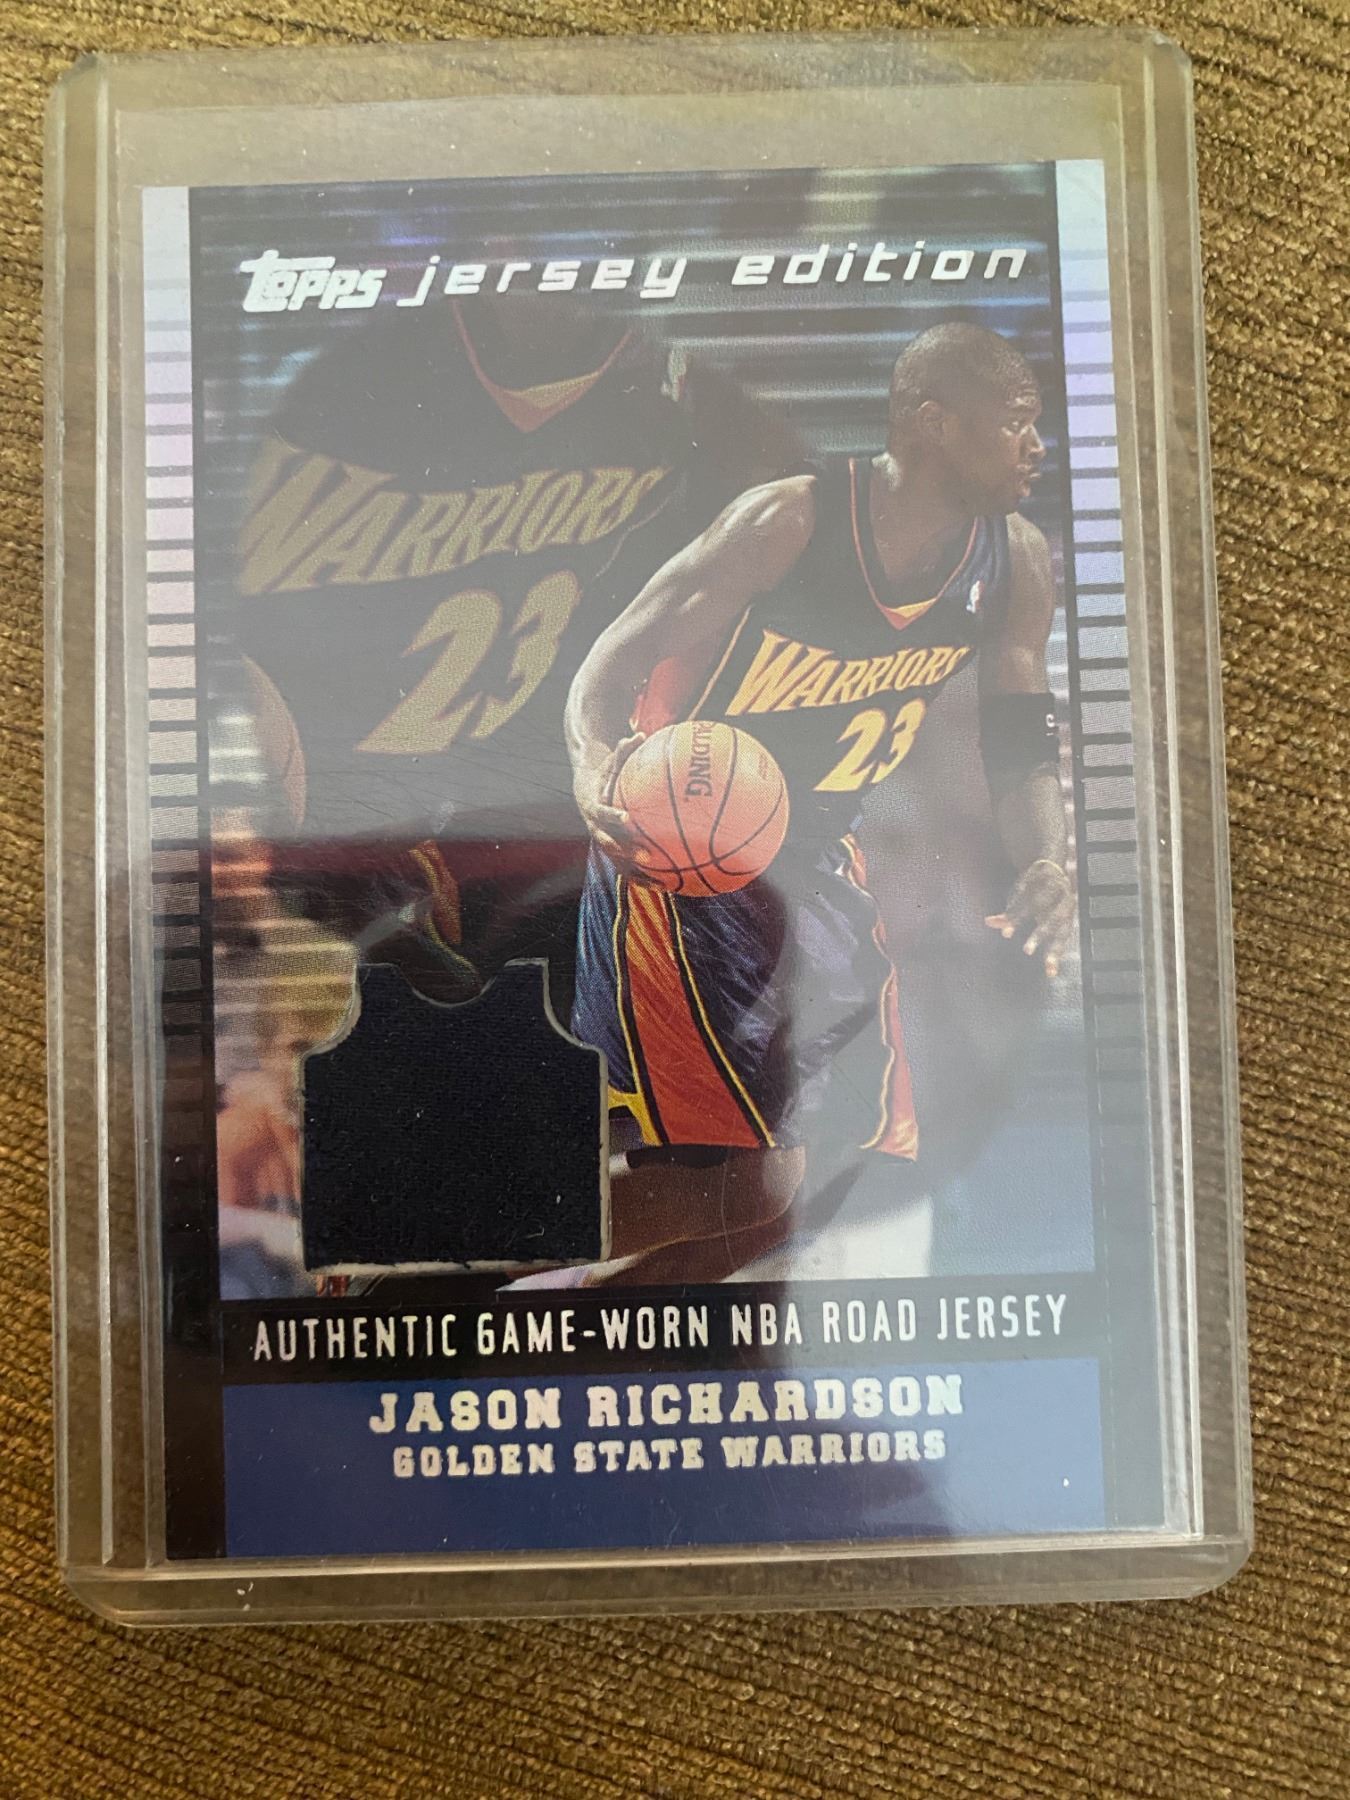 Topps jersey edition
WARRIORS
23
WARRIORS
23
SPALDING
AUTHENTIC GAME-WORN NBA ROAD JERSEY
JASON RICHARDSON
GOLDEN STATE WARRIORS